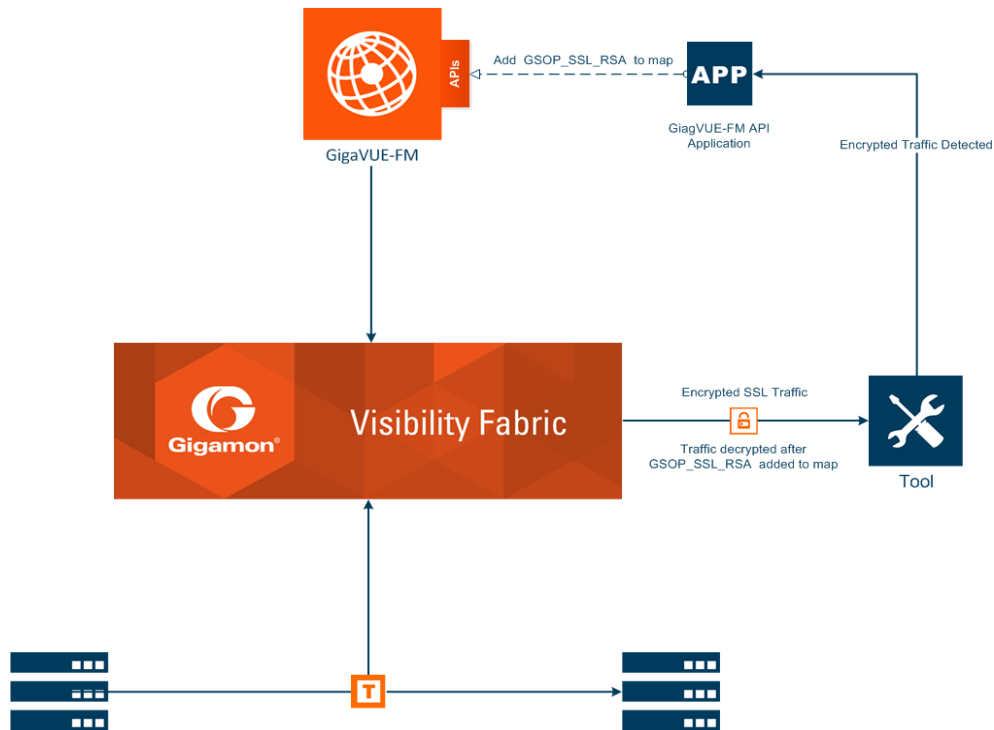 Add GSOP_SSL_RSA to map
APIs
APP
GigaVUE-FM
GiagVUE-FM API
Application
Encrypted Traffic Detected
Gigamon®
Visibility Fabric
Encrypted SSL Traffic
Traffic decrypted after
GSOP_SSL_RSA added to map
Tool
T